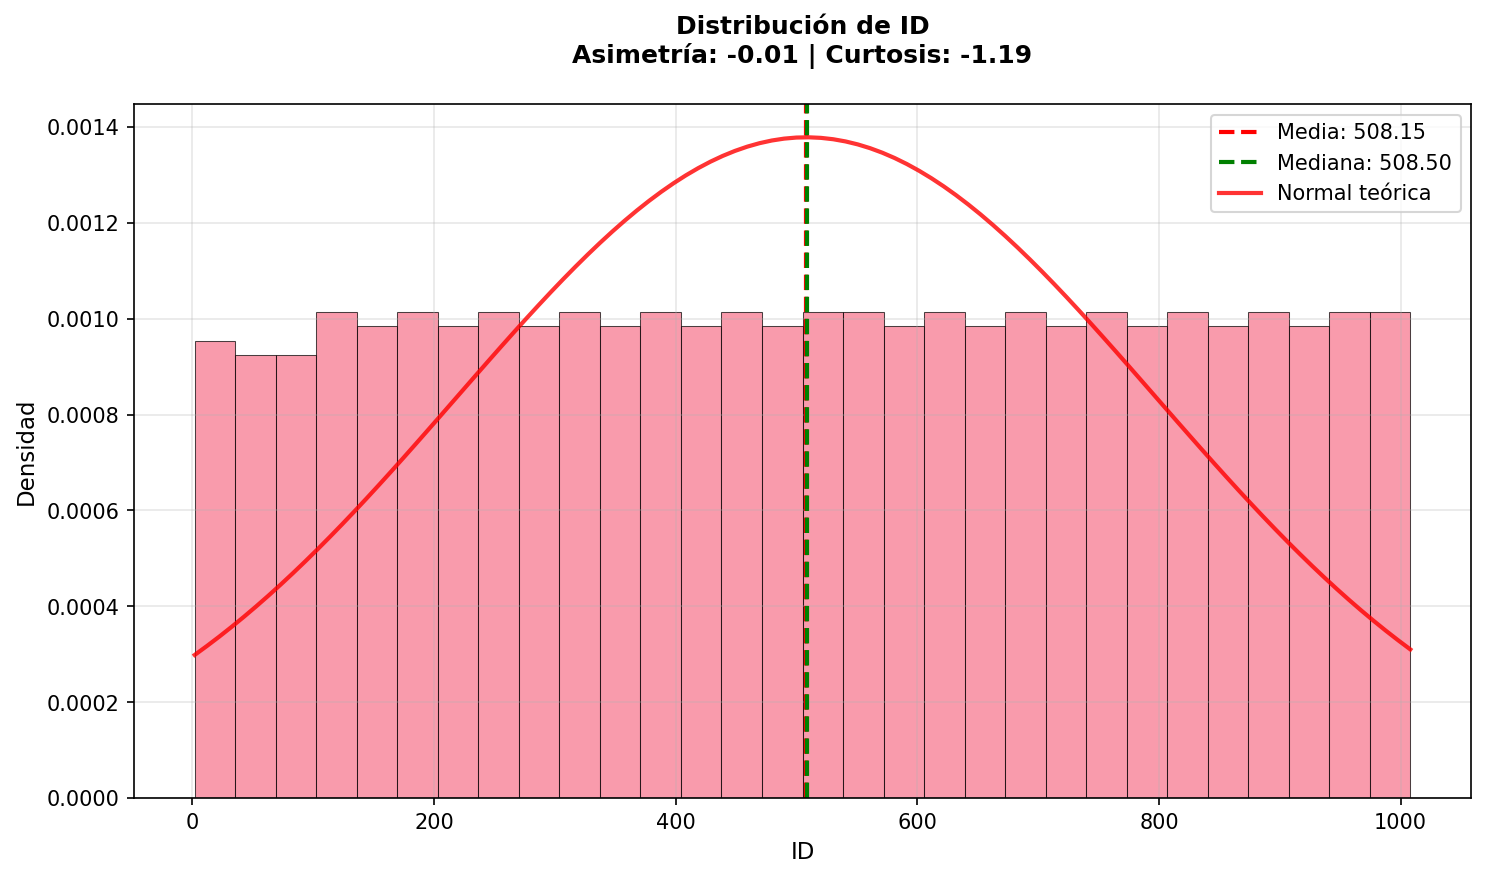 Distribución de ID
Asimetría: -0.01 | Curtosis: -1.19
Media: 508.15
Mediana: 508.50
Normal teórica
Densidad
0.0014
0.0012
0.0010
0.0008
0.0006
0.0004
0.0002
0.0000
0 200 400 600 800 1000
ID